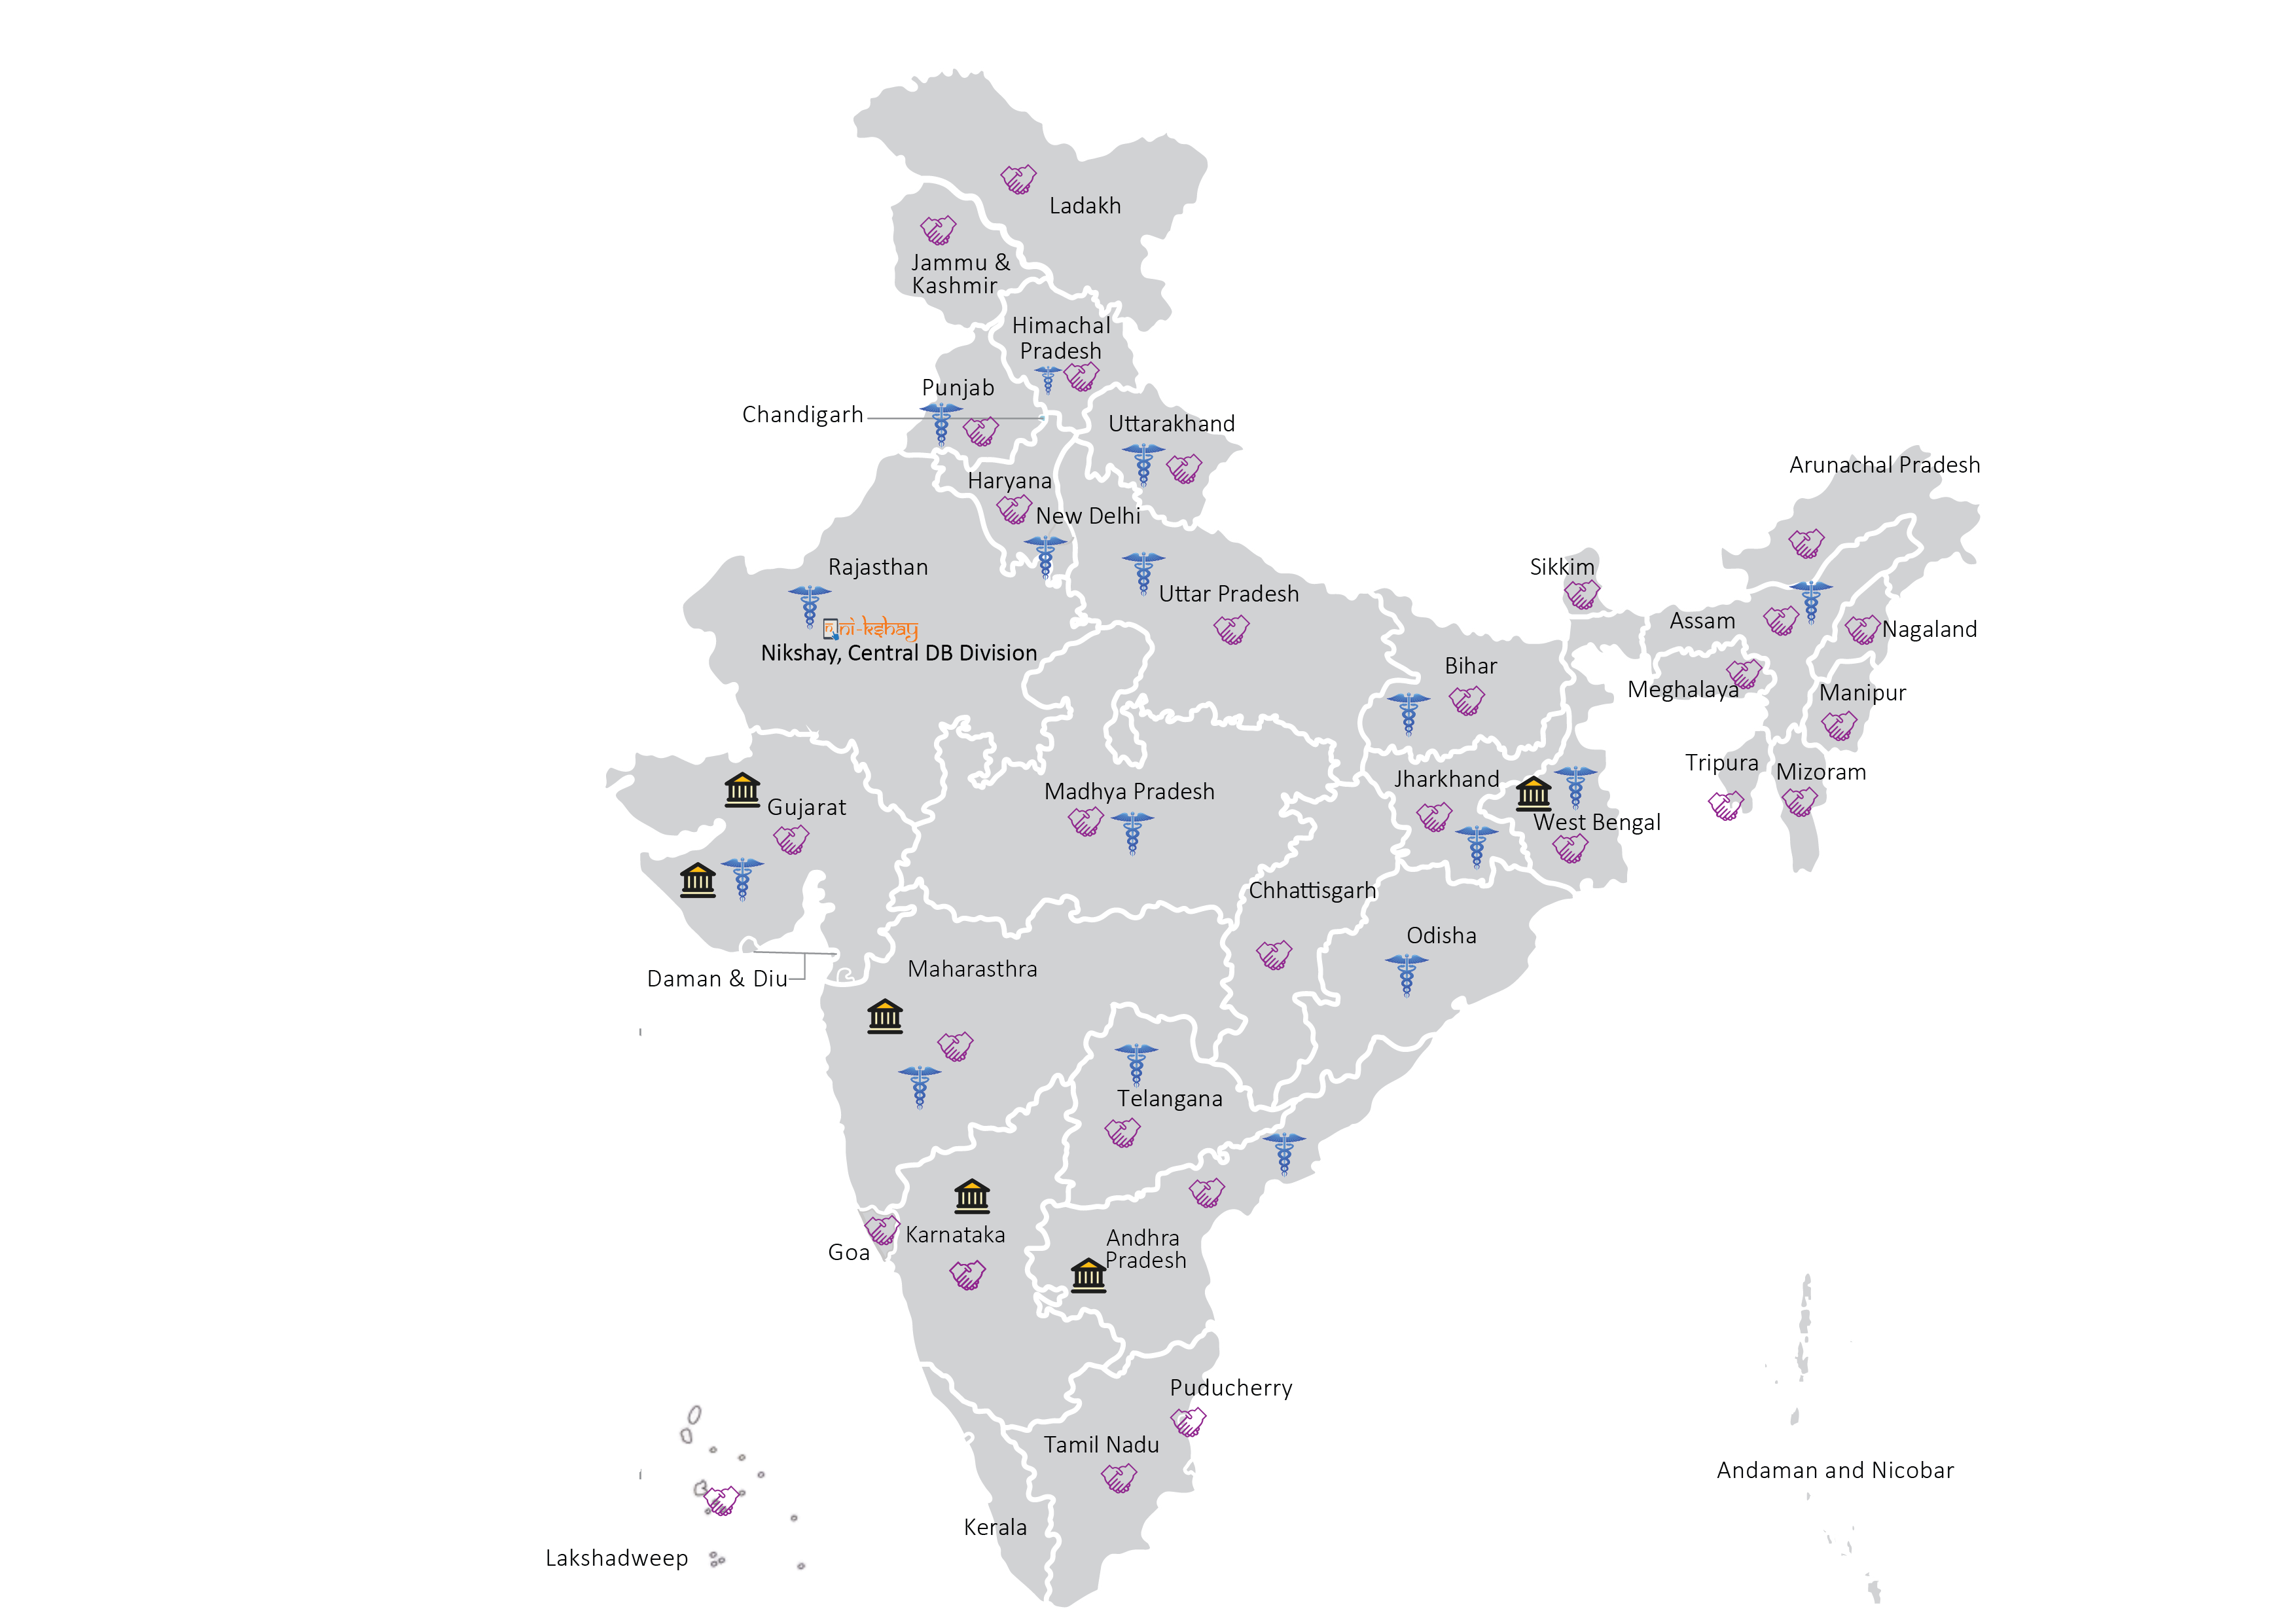 Ladakh
Jammu &
Kashmir
Himachal
Pradesh
Punjab
Chandigarh
Uttarakhand
Arunachal Pradesh
Haryana
New Delhi
Rajasthan
Sikkim
Uttar Pradesh
Assam
ni-kshay
Nagaland
Nikshay, Central DB Division
Bihar
Meghalaya
Manipur
Tripura
Mizoram
Jharkhand
Madhya Pradesh
Gujarat
West Bengal
Chhattisgarh
Odisha
Maharasthra
Daman & Diu
Telangana
Karnataka
Andhra
Pradesh
Goa
Puducherry
Tamil Nadu
Andaman and Nicobar
Kerala
Lakshadweep